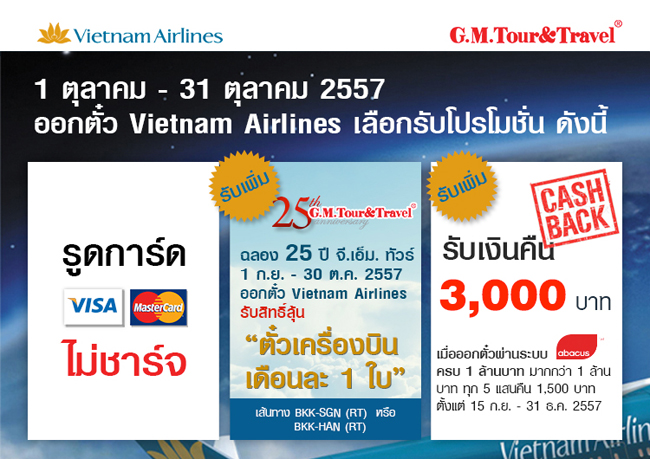 Vietnam Airlines
G.M.Tour&Travel®
1 ตุลาคม - 31 ตุลาคม 2557
ออกตั๋ว Vietnam Airlines เลือกรับโปรโมชั่น ดังนี้
รูดการ์ด
VISA MasterCard
ไม่ชาร์จ
รับเพิ่ม
25th anniversary
G.M.Tour&Travel®
ฉลอง 25 ปี จี.เอ็ม. ทัวร์
1 ก.ย. - 30 ต.ค. 2557
ออกตั๋ว Vietnam Airlines
รับสิทธิ์ลุ้น
“ตั๋วเครื่องบิน
เดือนละ 1 ใบ”
เส้นทาง BKK-SGN (RT) หรือ
BKK-HAN (RT)
รับเพิ่ม
CASH
BACK
รับเงินคืน
3,000 บาท
เมื่อออกตั๋วผ่านระบบ abacus
ครบ 1 ล้านบาท มากกว่า 1 ล้าน
บาท ทุก 5 แสนคืน 1,500 บาท
ตั้งแต่ 15 ก.ย. - 31 ธ.ค. 2557
Vietnam Airlin